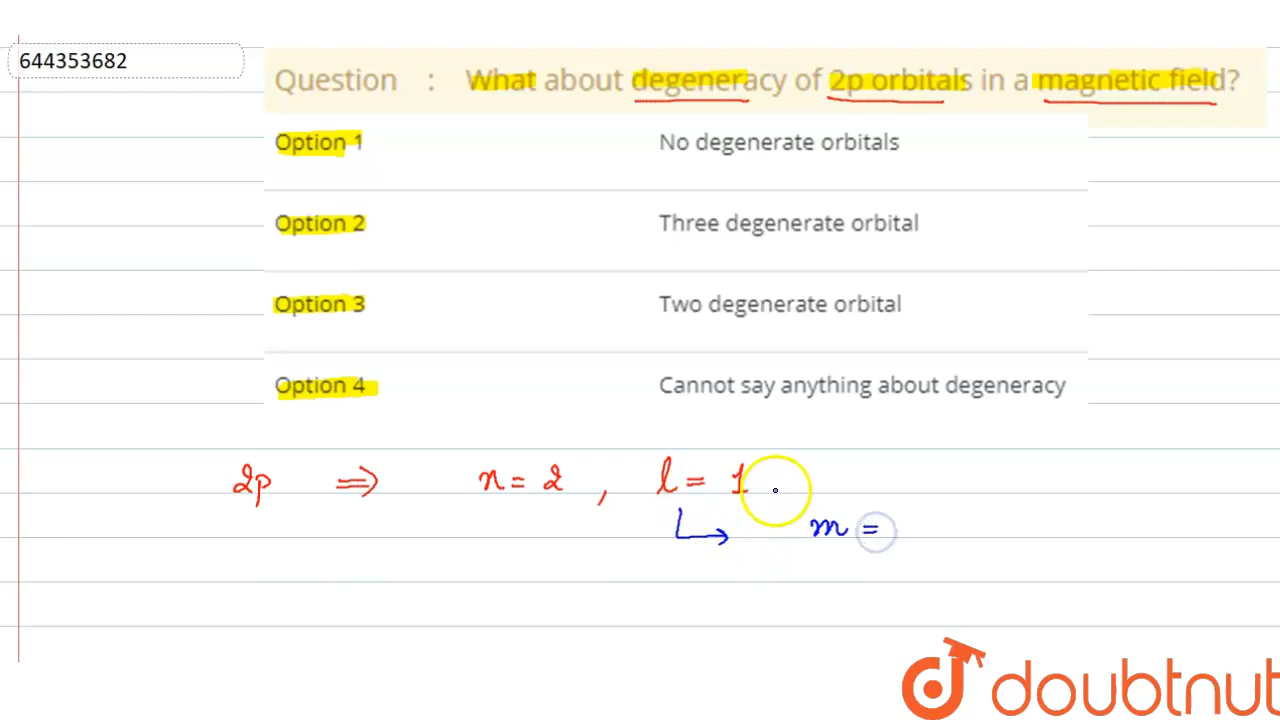 644353682
Question : What about degeneracy of 2p orbitals in a magnetic field?
Option 1 No degenerate orbitals
Option 2 Three degenerate orbital
Option 3 Two degenerate orbital
Option 4 Cannot say anything about degeneracy
2p ⇒ n = 2 , l = 1
↳ m =
doubtnut